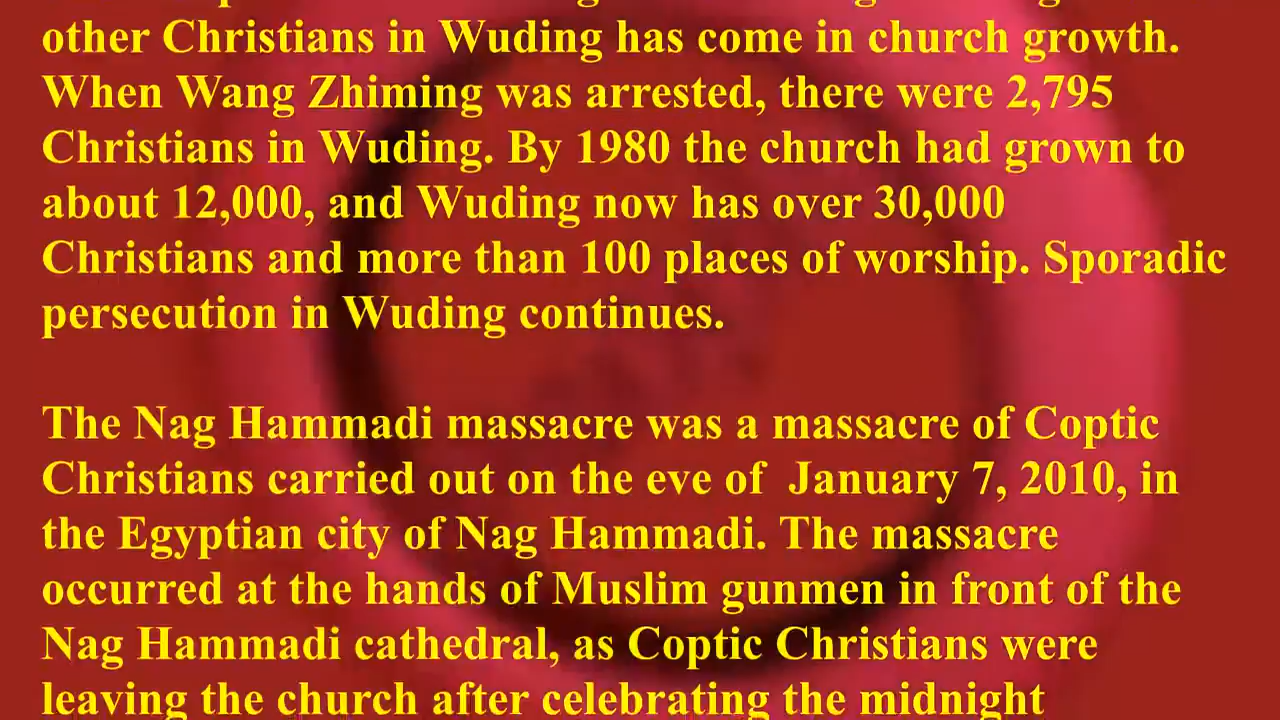 other Christians in Wuding has come in church growth.
When Wang Zhiming was arrested, there were 2,795
Christians in Wuding. By 1980 the church had grown to
about 12,000, and Wuding now has over 30,000
Christians and more than 100 places of worship. Sporadic
persecution in Wuding continues.
The Nag Hammadi massacre was a massacre of Coptic
Christians carried out on the eve of  January 7, 2010, in
the Egyptian city of Nag Hammadi. The massacre
occurred at the hands of Muslim gunmen in front of the
Nag Hammadi cathedral, as Coptic Christians were
leaving the church after celebrating the midnight